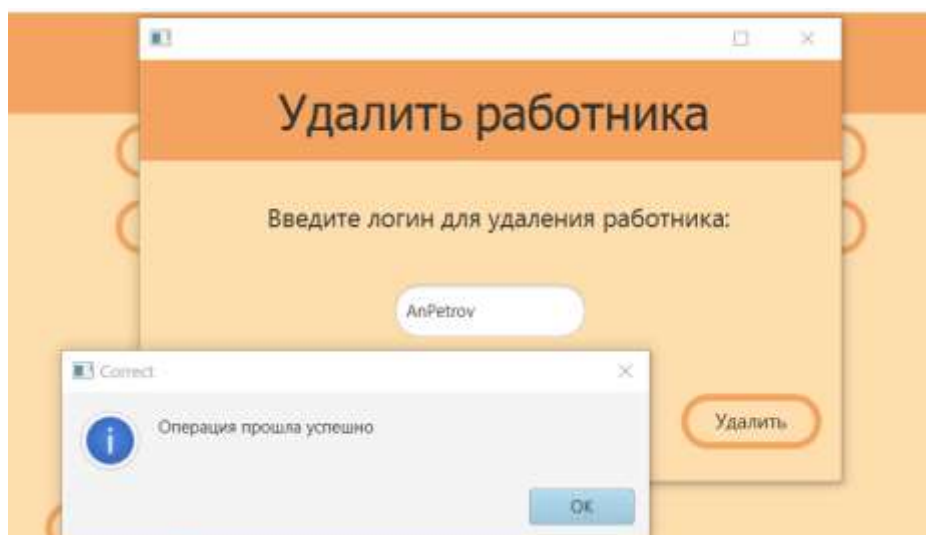 Удалить работника
Введите логин для удаления работника:
AnPetrov
Correct
Операция прошла успешно
Удалить
OK